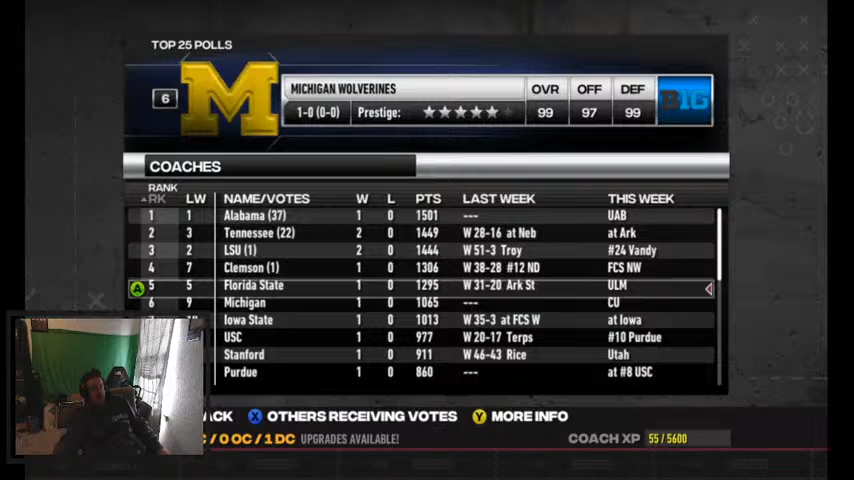 TOP 25 POLLS
6
M
MICHIGAN WOLVERINES OVR OFF DEF
1-0 (0-0) Prestige: 99 97 99
B1G
COACHES
RANK
RK LW NAME/VOTES W L PTS LAST WEEK THIS WEEK
1 1 Alabama (37) 1 0 1501 --- UAB
2 3 Tennessee (22) 2 0 1449 W 28-16 at Neb at Ark
3 2 LSU (1) 2 0 1444 W 51-3 Troy #24 Vandy
4 7 Clemson (1) 1 0 1306 W 38-28 #12 ND FCS NW
A 5 5 Florida State 1 0 1295 W 31-20 Ark St ULM
6 9 Michigan 1 0 1065 --- CU
Iowa State 1 0 1013 W 35-3 at FCS W at Iowa
USC 1 0 977 W 20-17 Terps #10 Purdue
Stanford 1 0 911 W 46-43 Rice Utah
Purdue 1 0 860 --- at #8 USC
ACK X OTHERS RECEIVING VOTES Y MORE INFO
/ 0 OC / 1 DC UPGRADES AVAILABLE! COACH XP 55 / 5600